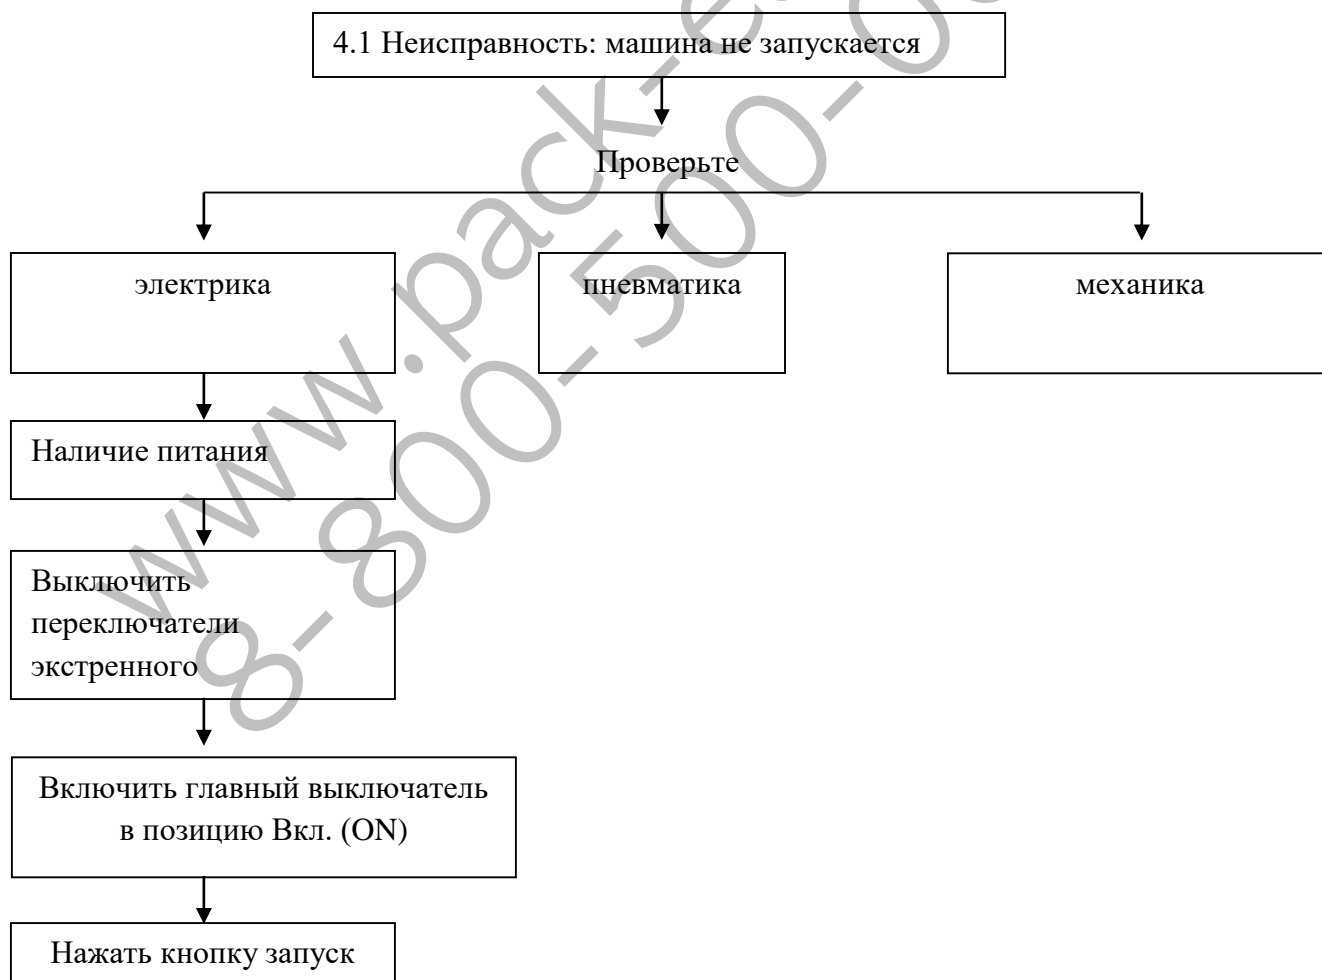 4.1 Неисправность: машина не запускается
Проверьте
электрика
пневматика
механика
Наличие питания
Выключить
переключатели
экстренного
Включить главный выключатель
в позицию Вкл. (ON)
Нажать кнопку запуск
www.pack-e
8-800-500-0